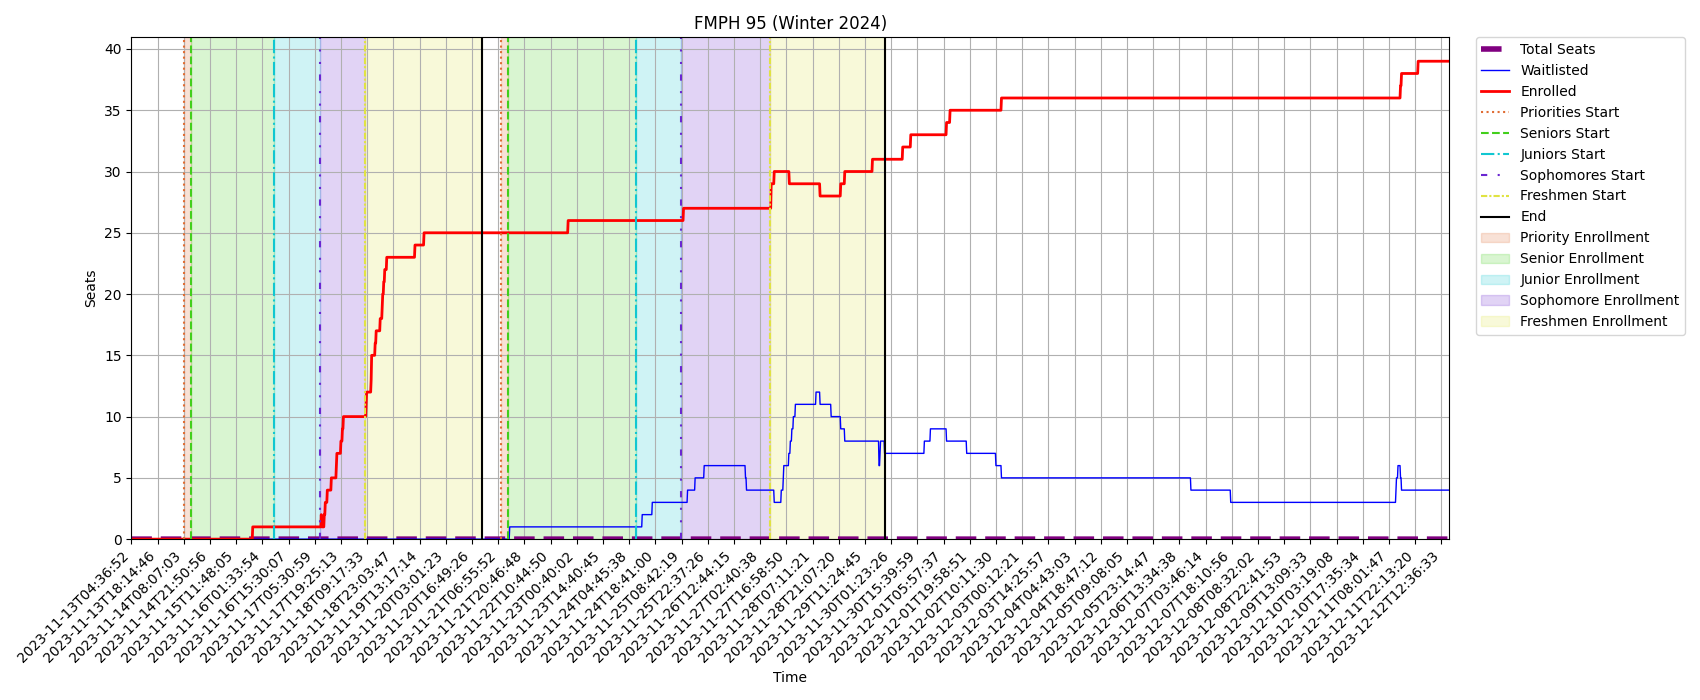 FMPH 95 (Winter 2024)
40
35
30
25
20
15
10
5
0
Seats
2023-11-13T04:36:52
2023-11-13T18:14:46
2023-11-14T08:07:03
2023-11-14T21:50:56
2023-11-15T11:48:05
2023-11-16T01:33:54
2023-11-16T15:30:07
2023-11-17T05:30:59
2023-11-17T19:25:13
2023-11-18T09:17:33
2023-11-18T23:03:47
2023-11-19T13:17:14
2023-11-20T03:01:23
2023-11-20T16:49:26
2023-11-21T06:55:52
2023-11-21T20:46:48
2023-11-22T10:44:50
2023-11-23T00:40:02
2023-11-23T14:40:45
2023-11-24T04:45:38
2023-11-24T18:41:00
2023-11-25T08:42:19
2023-11-25T22:37:26
2023-11-26T12:44:15
2023-11-27T02:40:38
2023-11-27T16:58:50
2023-11-28T07:11:21
2023-11-28T21:07:20
2023-11-29T11:24:45
2023-11-30T01:23:26
2023-11-30T15:39:59
2023-12-01T05:57:37
2023-12-01T19:58:51
2023-12-02T10:11:30
2023-12-03T00:12:21
2023-12-03T14:25:57
2023-12-04T04:43:03
2023-12-04T18:47:12
2023-12-05T09:08:05
2023-12-05T23:14:47
2023-12-06T13:34:38
2023-12-07T03:46:14
2023-12-07T18:10:56
2023-12-08T08:32:02
2023-12-08T22:41:53
2023-12-09T13:09:33
2023-12-10T03:19:08
2023-12-10T17:35:34
2023-12-11T08:01:47
2023-12-11T22:13:20
2023-12-12T12:36:33
Time
Total Seats
Waitlisted
Enrolled
Priorities Start
Seniors Start
Juniors Start
Sophomores Start
Freshmen Start
End
Priority Enrollment
Senior Enrollment
Junior Enrollment
Sophomore Enrollment
Freshmen Enrollment